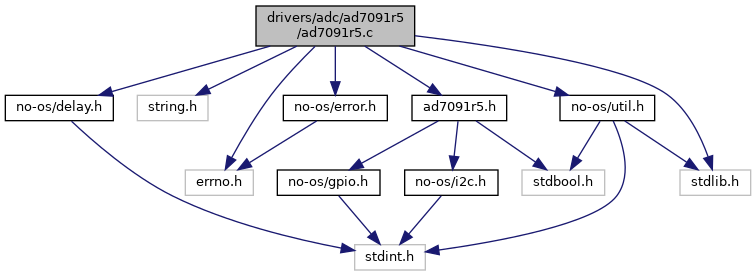 drivers/adc/ad7091r5
/ad7091r5.c
no-os/delay.h
string.h
no-os/error.h
ad7091r5.h
no-os/util.h
errno.h
no-os/gpio.h
no-os/i2c.h
stdbool.h
stdlib.h
stdint.h